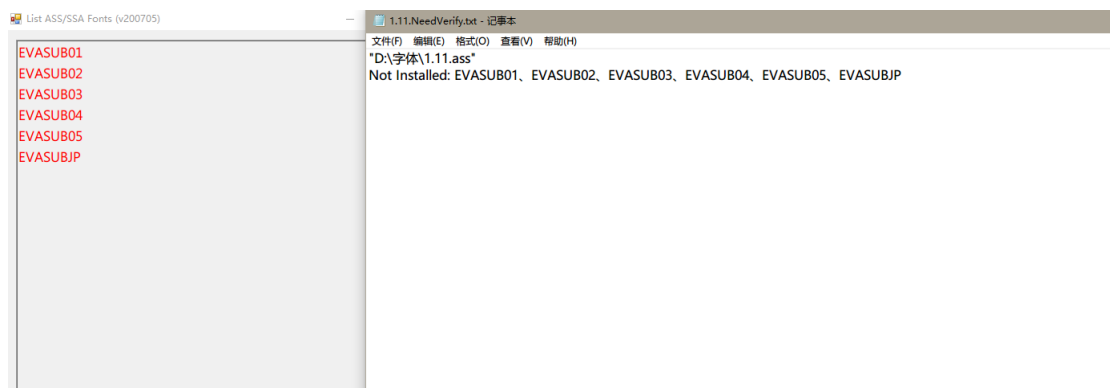 List ASS/SSA Fonts (v200705)
EVASUB01
EVASUB02
EVASUB03
EVASUB04
EVASUB05
EVASUBJP
1.11.NeedVerify.txt - 记事本
文件(F) 编辑(E) 格式(O) 查看(V) 帮助(H)
"D:\字体\1.11.ass"
Not Installed: EVASUB01、EVASUB02、EVASUB03、EVASUB04、EVASUB05、EVASUBJP